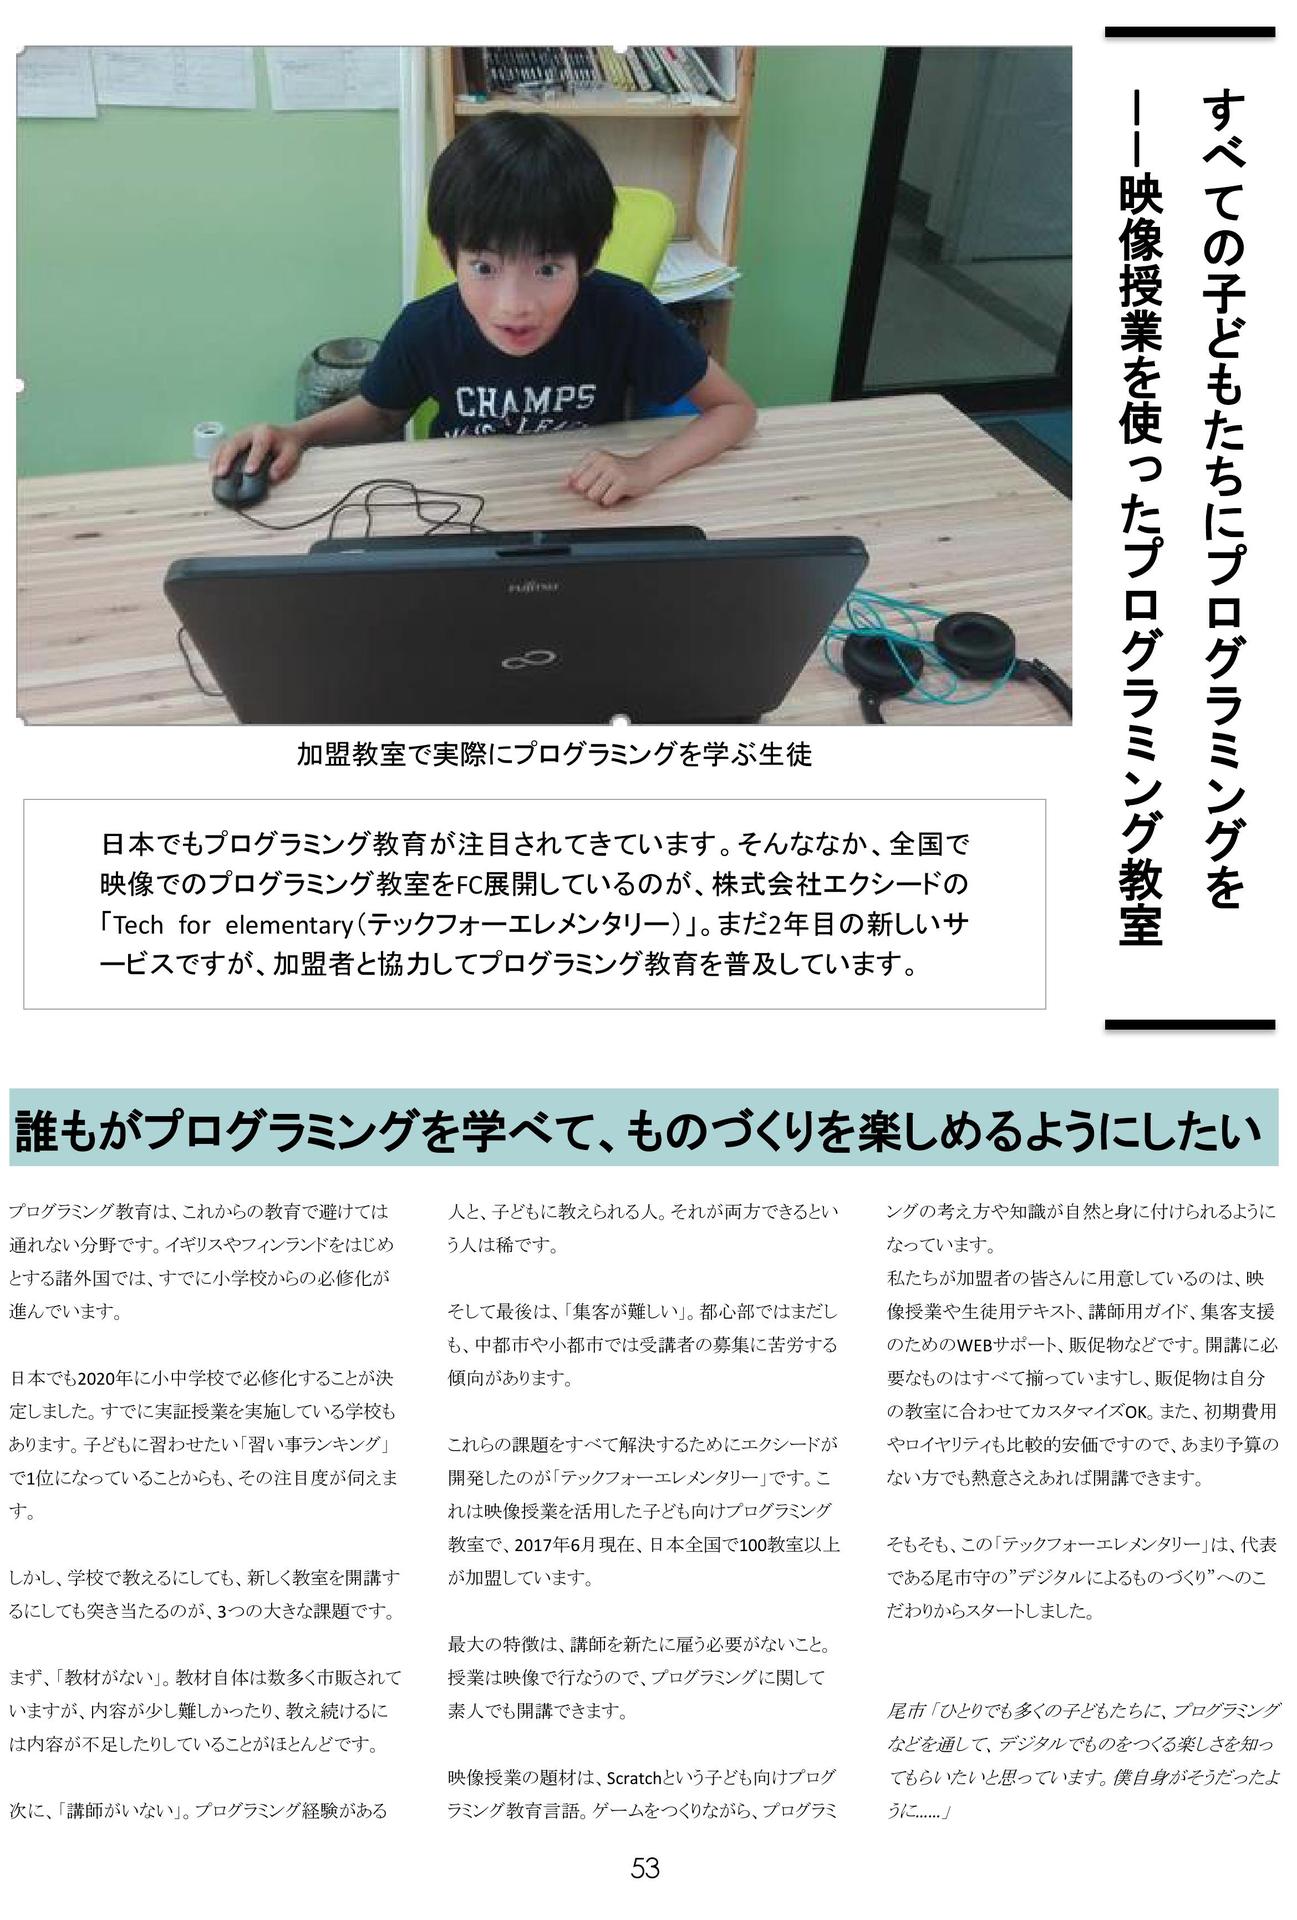 すべての子どもたちにプログラミングを
――映像授業を使ったプログラミング教室
CHAMPS
FUJITSU
加盟教室で実際にプログラミングを学ぶ生徒
日本でもプログラミング教育が注目されてきています。そんななか、全国で
映像でのプログラミング教室をFC展開しているのが、株式会社エクシードの
「Tech for elementary（テックフォーエレメンタリー）」。まだ2年目の新しいサ
ービスですが、加盟者と協力してプログラミング教育を普及しています。
誰もがプログラミングを学べて、ものづくりを楽しめるようにしたい
プログラミング教育は、これからの教育で避けては
通れない分野です。イギリスやフィンランドをはじめ
とする諸外国では、すでに小学校からの必修化が
進んでいます。
日本でも2020年に小中学校で必修化することが決
定しました。すでに実証授業を実施している学校も
あります。子どもに習わせたい「習い事ランキング」
で1位になっていることからも、その注目度が伺えま
す。
しかし、学校で教えるにしても、新しく教室を開講す
るにしても突き当たるのが、3つの大きな課題です。
まず、「教材がない」。教材自体は数多く市販されて
いますが、内容が少し難しかったり、教え続けるに
は内容が不足したりしていることがほとんどです。
次に、「講師がいない」。プログラミング経験がある
人と、子どもに教えられる人。それが両方できるとい
う人は稀です。
そして最後は、「集客が難しい」。都心部ではまだし
も、中都市や小都市では受講者の募集に苦労する
傾向があります。
これらの課題をすべて解決するためにエクシードが
開発したのが「テックフォーエレメンタリー」です。こ
れは映像授業を活用した子ども向けプログラミング
教室で、2017年6月現在、日本全国で100教室以上
が加盟しています。
最大の特徴は、講師を新たに雇う必要がないこと。
授業は映像で行なうので、プログラミングに関して
素人でも開講できます。
映像授業の題材は、Scratchという子ども向けプログ
ラミング教育言語。ゲームをつくりながら、プログラミ
ングの考え方や知識が自然と身に付けられるように
なっています。
私たちが加盟者の皆さんに用意しているのは、映
像授業や生徒用テキスト、講師用ガイド、集客支援
のためのWEBサポート、販促物などです。開講に必
要なものはすべて揃っていますし、販促物は自分
の教室に合わせてカスタマイズOK。また、初期費用
やロイヤリティも比較的安価ですので、あまり予算の
ない方でも熱意さえあれば開講できます。
そもそも、この「テックフォーエレメンタリー」は、代表
である尾市守の”デジタルによるものづくり”へのこ
だわりからスタートしました。
尾市「ひとりでも多くの子どもたちに、プログラミング
などを通して、デジタルでものをつくる楽しさを知っ
てもらいたいと思っています。僕自身がそうだったよ
うに……」
53